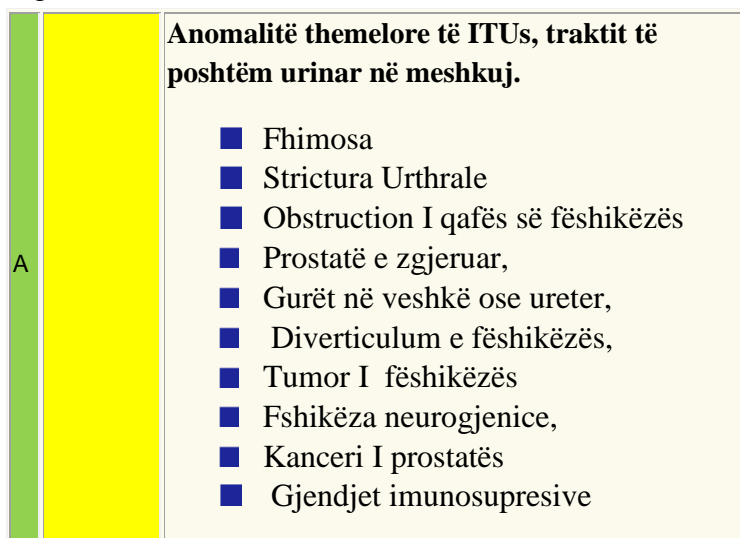 A
Anomalitë themelore të ITUs, traktit të
poshtëm urinar në meshkuj.
Fhimosa
Strictura Urthrale
Obstruction I qafës së fëshikëzës
Prostatë e zgjeruar,
Gurët në veshkë ose ureter,
Diverticulum e fëshikëzës,
Tumor I fëshikëzës
Fshikëza neurogjenice,
Kanceri I prostatës
Gjendjet imunosupresive